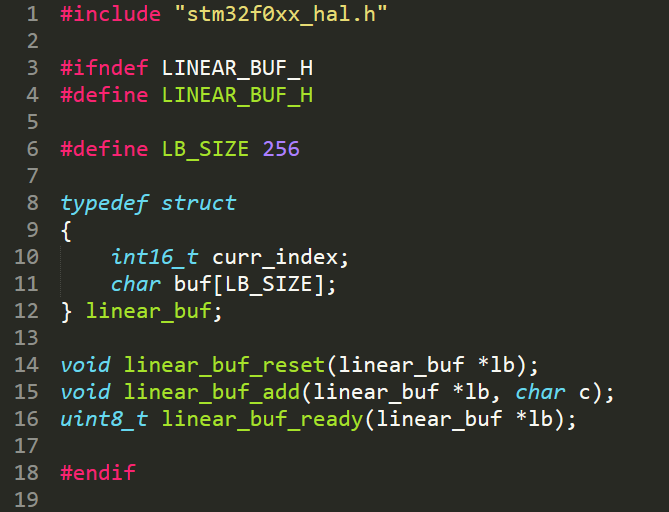 1 #include "stm32f0xx_hal.h"
2
3 #ifndef LINEAR_BUF_H
4 #define LINEAR_BUF_H
5
6 #define LB_SIZE 256
7
8 typedef struct
9 {
10     int16_t curr_index;
11     char buf[LB_SIZE];
12 } linear_buf;
13
14 void linear_buf_reset(linear_buf *lb);
15 void linear_buf_add(linear_buf *lb, char c);
16 uint8_t linear_buf_ready(linear_buf *lb);
17
18 #endif
19